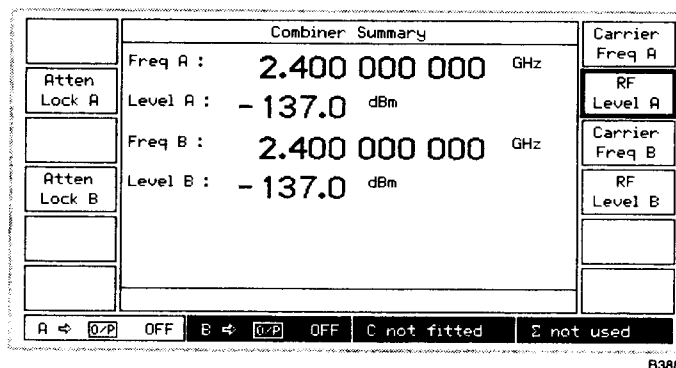 Combiner Summary
Freq A : 2.400 000 000 GHz
Level A : - 137.0 dBm
Freq B : 2.400 000 000 GHz
Level B : - 137.0 dBm
Atten
Lock A
Atten
Lock B
Carrier
Freq A
RF
Level A
Carrier
Freq B
RF
Level B
A ⇨ O/P OFF B ⇨ O/P OFF C not fitted Σ not used